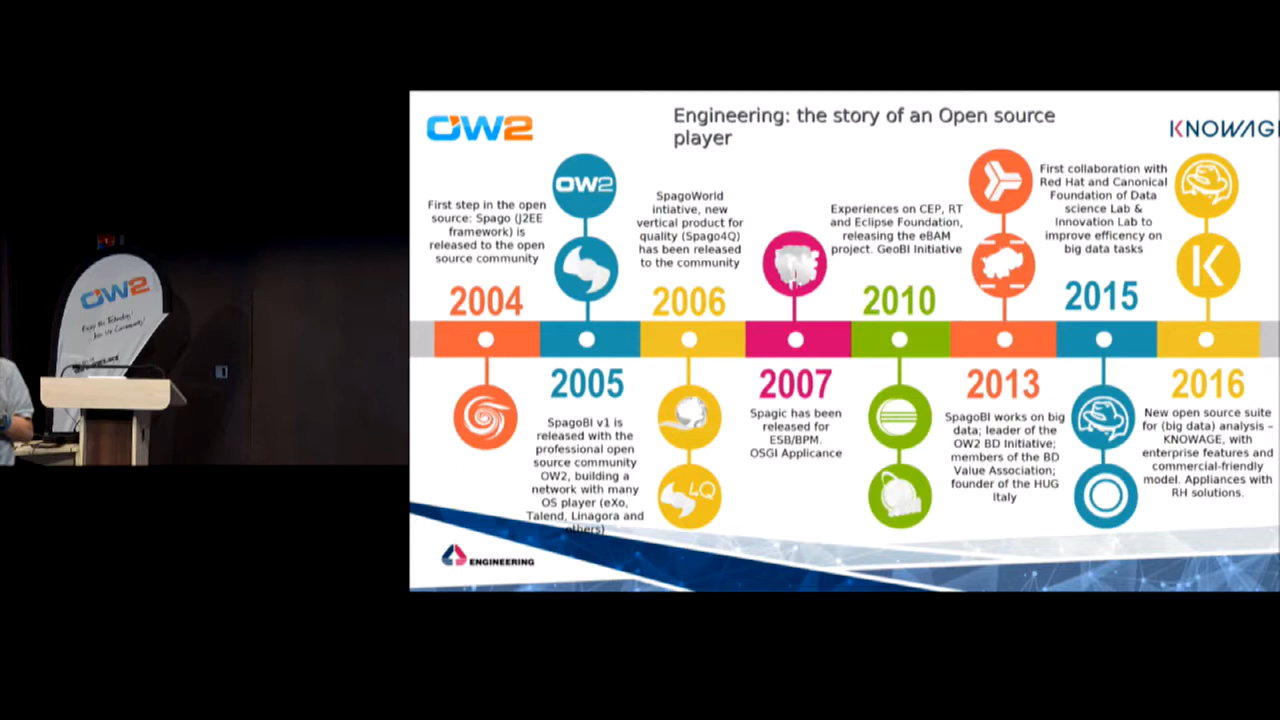 OW2
Engineering: the story of an Open source
player
KNOWAG
First step in the open
source: Spago (J2EE
framework) is
released to the open
source community
OW2
SpagoWorld
intiative, new
vertical product for
quality (Spago4Q)
has been released
to the community
Experiences on CEP, RT
and Eclipse Foundation,
releasing the eBAM
project. GeoBI Initiative
First collaboration with
Red Hat and Canonical
Foundation of Data
science Lab &
Innovation Lab to
improve efficency on
big data tasks
K
2004
2006
2010
2015
2005
2007
2013
2016
SpagoBI v1 is
released with the
professional open
source community
OW2, building a
network with many
OS player (eXo,
Talend, Linagora and
others)
4Q
Spagic has been
released for
ESB/BPM.
OSGI Applicance
SpagoBI works on big
data; leader of the
OW2 BD Initiative;
members of the BD
Value Association;
founder of the HUG
Italy
New open source suite
for (big data) analysis –
KNOWAGE, with
enterprise features and
commercial-friendly
model. Appliances with
RH solutions.
ENGINEERING
OW2
Enjoy the Technology!
Join the Community!